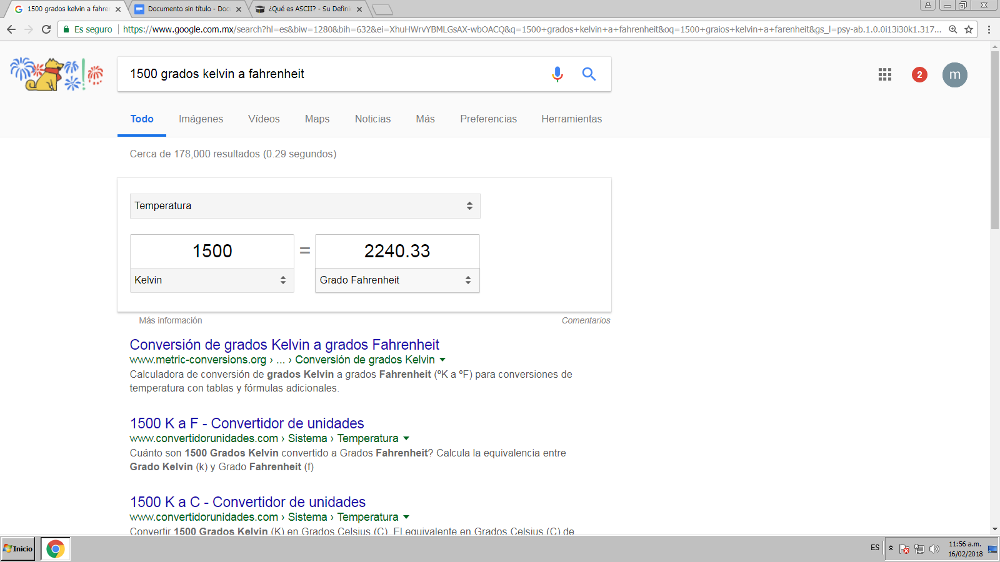 1500 grados kelvin a fahren
Documento sin título - Doc
¿Qué es ASCII? - Su Defini
Es seguro
https://www.google.com.mx/search?hl=es&biw=1280&bih=632&ei=XhuHWrvYBMLGsAX-wbOACQ&q=1500+grados+kelvin+a+fahrenheit&oq=1500+graios+kelvin+a+farenheit&gs_l=psy-ab.1.0.0i13i30k1.317...
1500 grados kelvin a fahrenheit
2
m
Todo Imágenes Vídeos Maps Noticias Más Preferencias Herramientas
Cerca de 178,000 resultados (0.29 segundos)
Temperatura
1500 = 2240.33
Kelvin Grado Fahrenheit
Más información Comentarios
Conversión de grados Kelvin a grados Fahrenheit
www.metric-conversions.org › ... › Conversión de grados Kelvin
Calculadora de conversión de grados Kelvin a grados Fahrenheit (ºK a ºF) para conversiones de
temperatura con tablas y fórmulas adicionales.
1500 K a F - Convertidor de unidades
www.convertidorunidades.com › Sistema › Temperatura
Cuánto son 1500 Grados Kelvin convertido a Grados Fahrenheit? Calcula la equivalencia entre
Grado Kelvin (k) y Grado Fahrenheit (f)
1500 K a C - Convertidor de unidades
www.convertidorunidades.com › Sistema › Temperatura
Convertir 1500 Grados Kelvin (K) en Grados Celsius (C). El equivalente en Grados Celsius (C) de
Inicio
ES
11:56 a.m.
16/02/2018